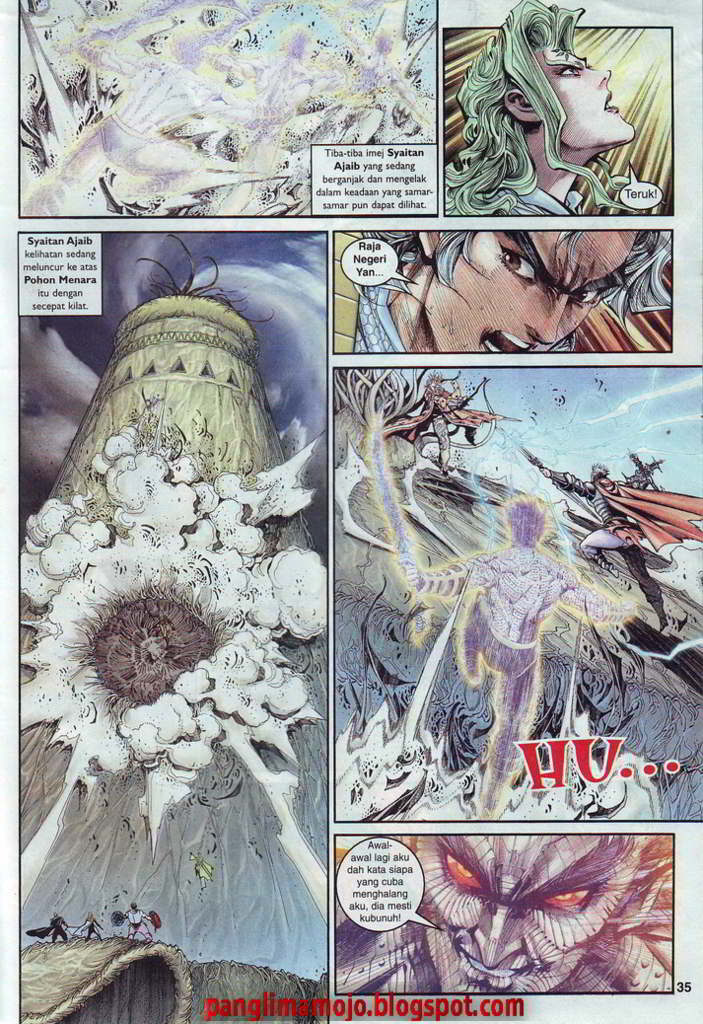 Tiba-tiba imej Syaitan
Ajaib yang sedang
berganjak dan mengelak
dalam keadaan yang samar-
samar pun dapat dilihat.
Teruk!
Syaitan Ajaib
kelihatan sedang
meluncur ke atas
Pohon Menara
itu dengan
secepat kilat.
Raja
Negeri
Yan...
HU...
Awal-
awal lagi aku
dah kata siapa
yang cuba
menghalang
aku, dia mesti
kubunuh!
35
panglimamojo.blogspot.com